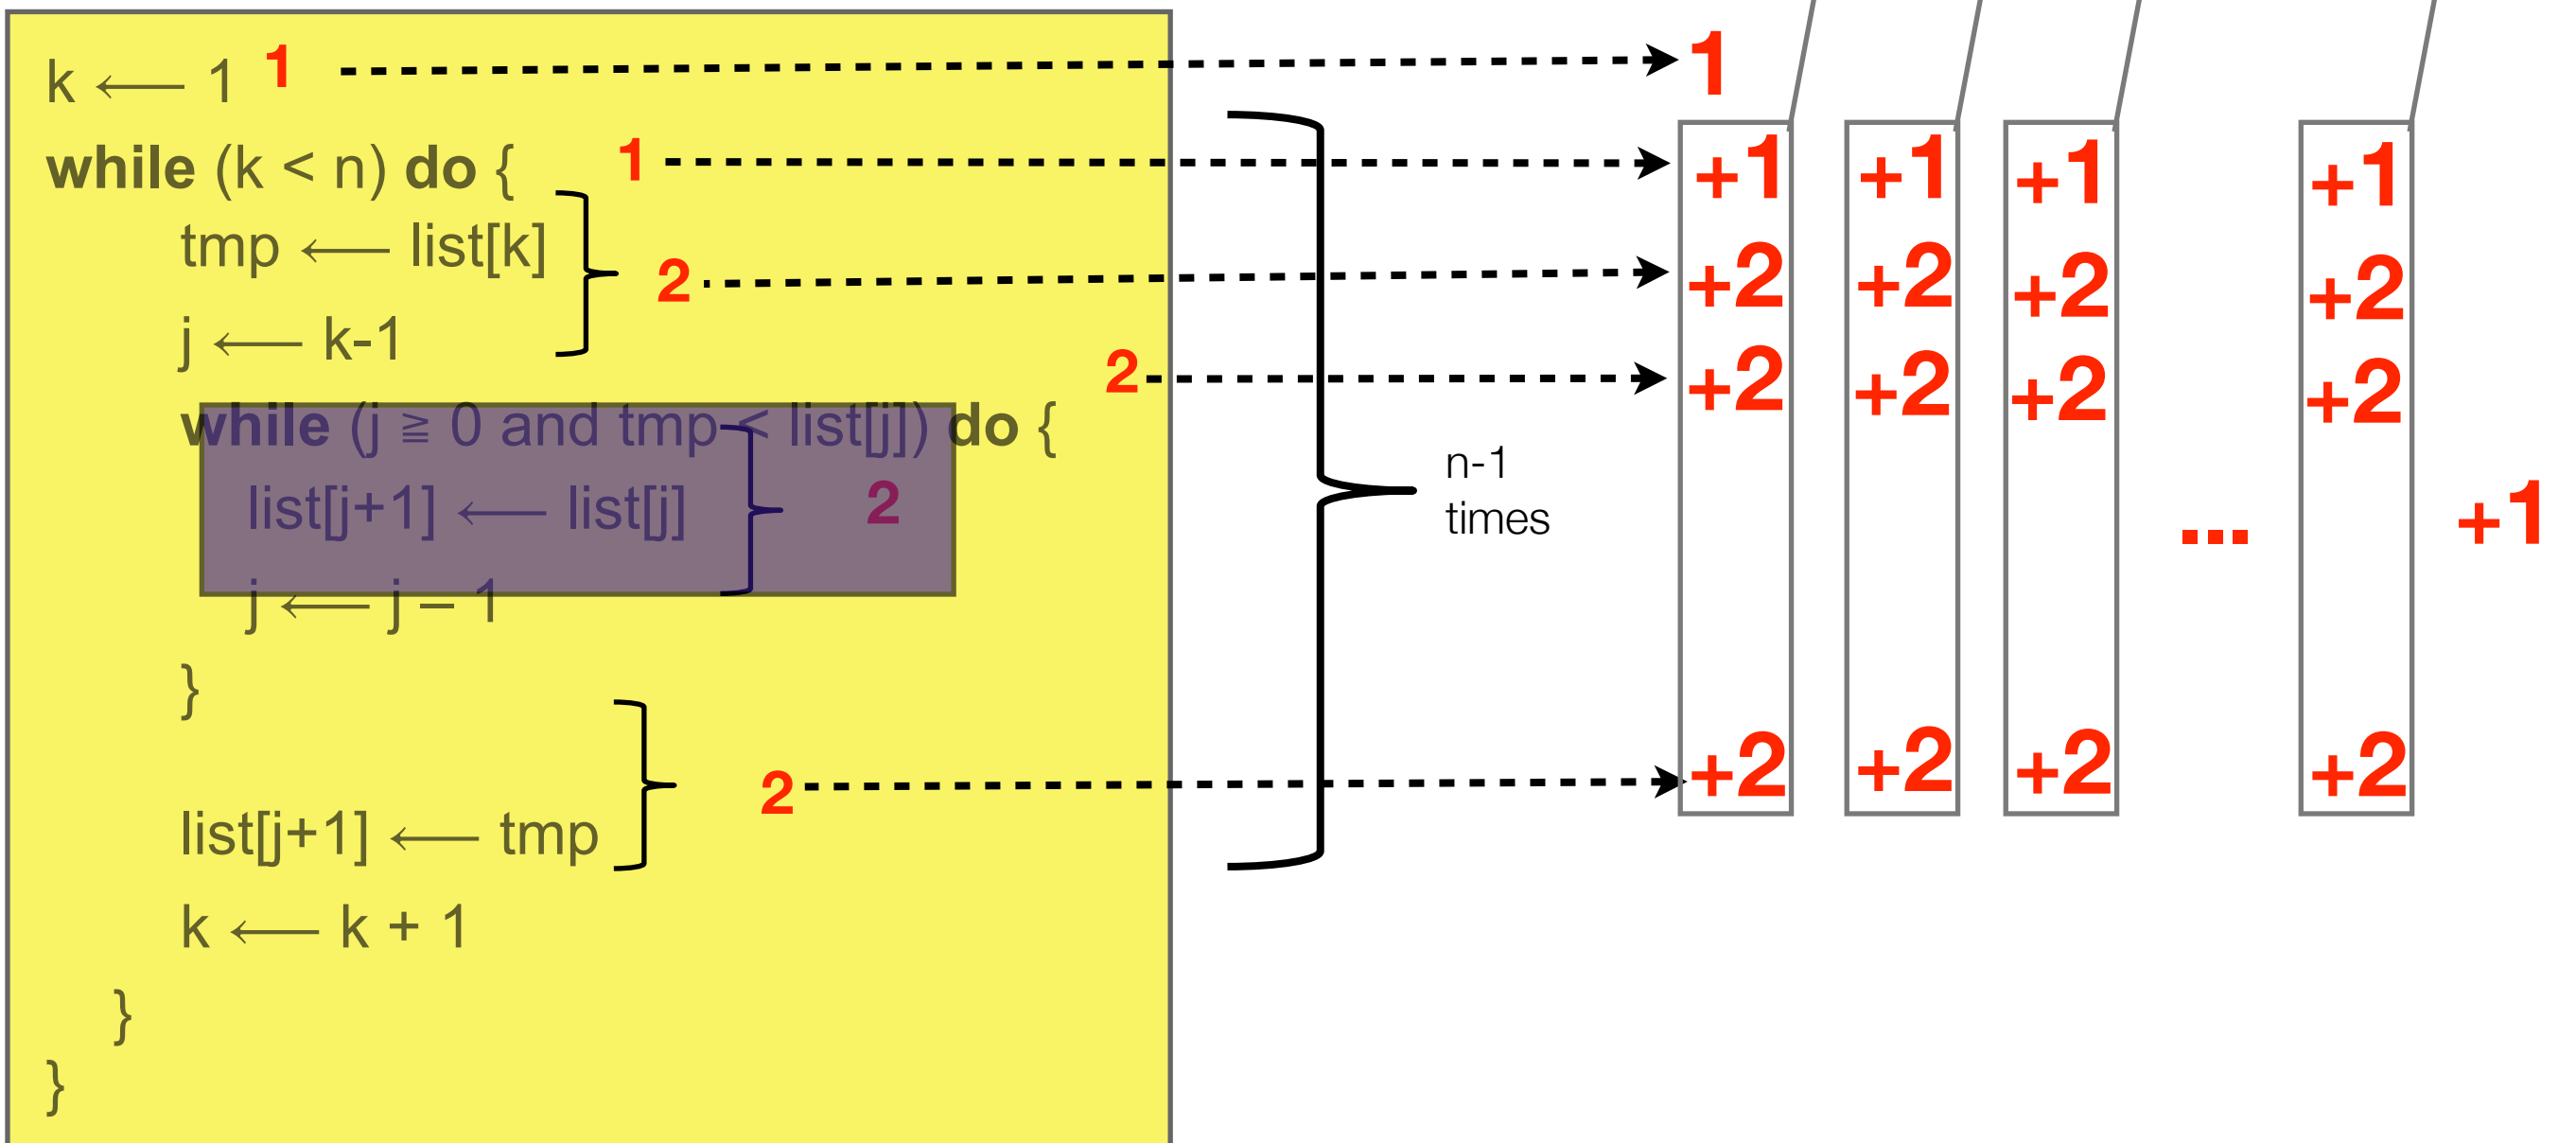 k ⟵ 1 1
while (k < n) do { 1
tmp ⟵ list[k]
2
j ⟵ k-1
2
while (j ≧ 0 and tmp < list[j]) do {
list[j+1] ⟵ list[j] 2
j ⟵ j – 1
}
2
list[j+1] ⟵ tmp
k ⟵ k + 1
}
}
n-1
times
1
+1 +1 +1 +1
+2 +2 +2 +2
+2 +2 +2 +2
... +1
+2 +2 +2 +2